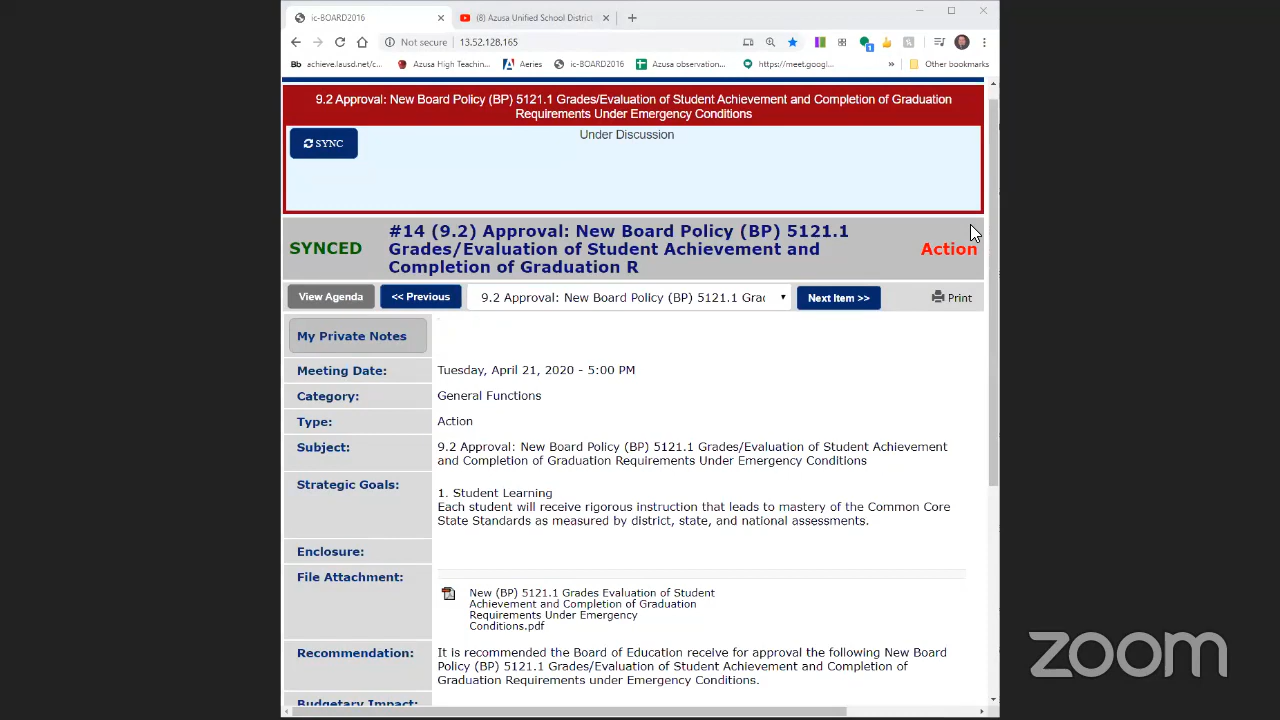 ic-BOARD2016
(8) Azusa Unified School District
Not secure 13.52.128.165
Bb achieve.lausd.net/c... Azusa High Teachin... Aeries ic-BOARD2016 Azusa observation... https://meet.googl... » Other bookmarks
9.2 Approval: New Board Policy (BP) 5121.1 Grades/Evaluation of Student Achievement and Completion of Graduation
Requirements Under Emergency Conditions
SYNC
Under Discussion
SYNCED
#14 (9.2) Approval: New Board Policy (BP) 5121.1
Grades/Evaluation of Student Achievement and
Completion of Graduation R
Action
View Agenda << Previous 9.2 Approval: New Board Policy (BP) 5121.1 Grac Next Item >> Print
My Private Notes
Meeting Date: Tuesday, April 21, 2020 - 5:00 PM
Category: General Functions
Type: Action
Subject: 9.2 Approval: New Board Policy (BP) 5121.1 Grades/Evaluation of Student Achievement
and Completion of Graduation Requirements Under Emergency Conditions
Strategic Goals:
1. Student Learning
Each student will receive rigorous instruction that leads to mastery of the Common Core
State Standards as measured by district, state, and national assessments.
Enclosure:
File Attachment:
New (BP) 5121.1 Grades Evaluation of Student
Achievement and Completion of Graduation
Requirements Under Emergency
Conditions.pdf
Recommendation: It is recommended the Board of Education receive for approval the following New Board
Policy (BP) 5121.1 Grades/Evaluation of Student Achievement and Completion of
Graduation Requirements under Emergency Conditions.
Budgetary Impact:
zoom